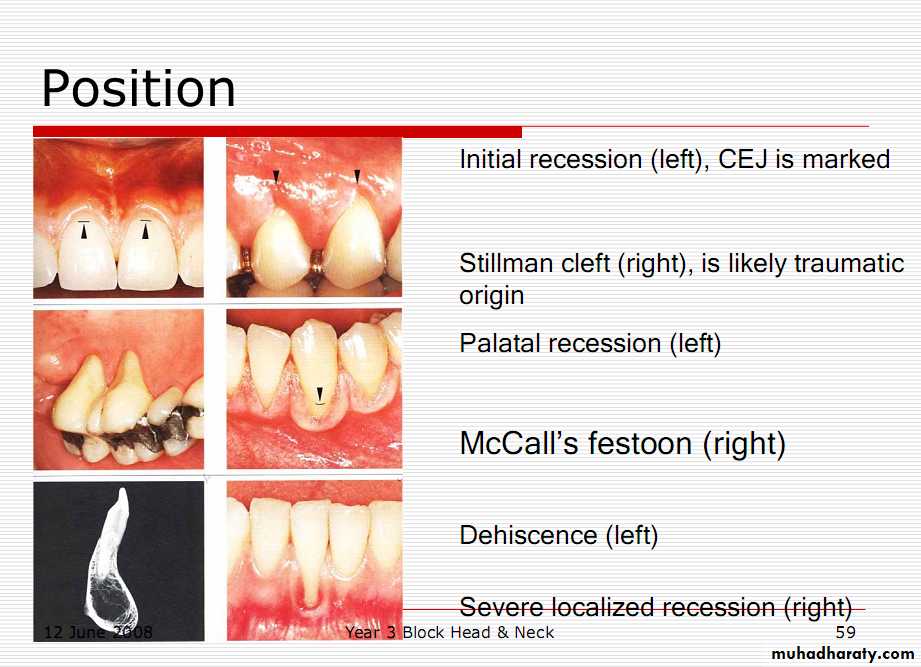 Position
Initial recession (left), CEJ is marked
Stillman cleft (right), is likely traumatic
origin
Palatal recession (left)
McCall’s festoon (right)
Dehiscence (left)
Severe localized recession (right)
12 June 2008
Year 3 Block Head & Neck
59
muhadharaty.com